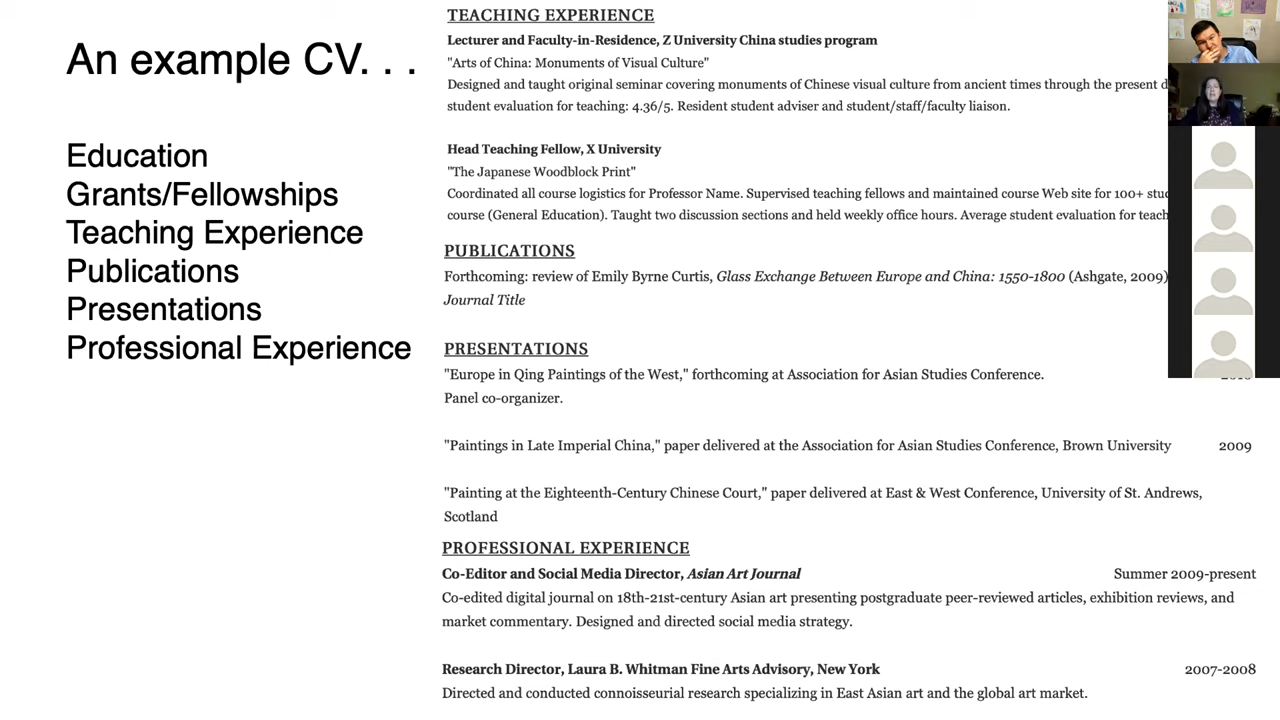 An example CV. . .
Education
Grants/Fellowships
Teaching Experience
Publications
Presentations
Professional Experience
TEACHING EXPERIENCE
Lecturer and Faculty-in-Residence, Z University China studies program
"Arts of China: Monuments of Visual Culture"
Designed and taught original seminar covering monuments of Chinese visual culture from ancient times through the present
student evaluation for teaching: 4.36/5. Resident student adviser and student/staff/faculty liaison.
Head Teaching Fellow, X University
"The Japanese Woodblock Print"
Coordinated all course logistics for Professor Name. Supervised teaching fellows and maintained course Web site for 100+
course (General Education). Taught two discussion sections and held weekly office hours. Average student evaluation for
PUBLICATIONS
Forthcoming: review of Emily Byrne Curtis, Glass Exchange Between Europe and China: 1550-1800 (Ashgate, 2009)
Journal Title
PRESENTATIONS
"Europe in Qing Paintings of the West," forthcoming at Association for Asian Studies Conference.
Panel co-organizer.
"Paintings in Late Imperial China," paper delivered at the Association for Asian Studies Conference, Brown University 2009
"Painting at the Eighteenth-Century Chinese Court," paper delivered at East & West Conference, University of St. Andrews,
Scotland
PROFESSIONAL EXPERIENCE
Co-Editor and Social Media Director, Asian Art Journal Summer 2009-present
Co-edited digital journal on 18th-21st-century Asian art presenting postgraduate peer-reviewed articles, exhibition reviews, and
market commentary. Designed and directed social media strategy.
Research Director, Laura B. Whitman Fine Arts Advisory, New York 2007-2008
Directed and conducted connoisseurial research specializing in East Asian art and the global art market.